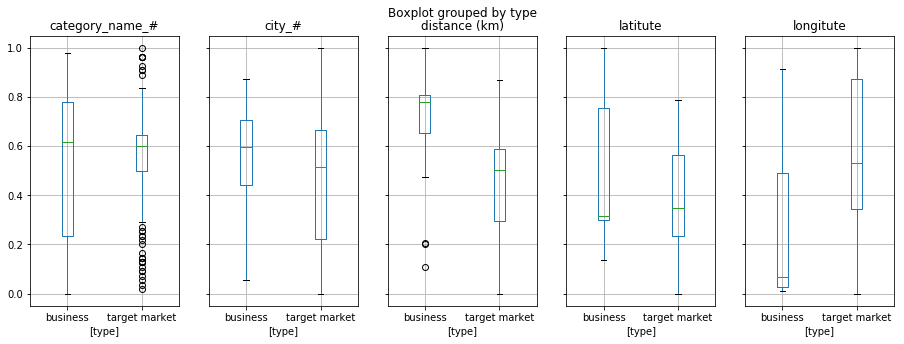 Boxplot grouped by type
category_name_# city_# distance (km) latitute longitute
1.0
0.8
0.6
0.4
0.2
0.0
business target market business target market business target market business target market business target market
[type] [type] [type] [type] [type]